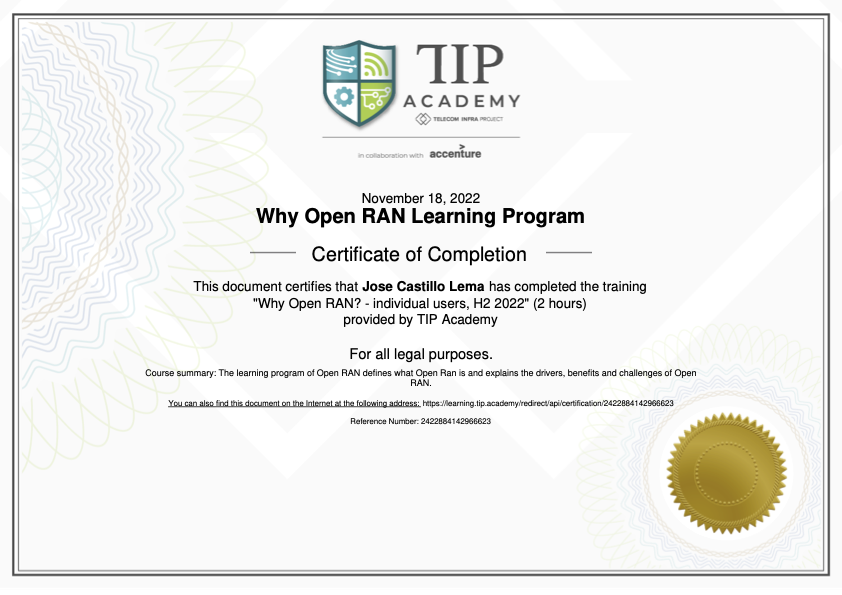 TIP
ACADEMY
TELECOM INFRA PROJECT
in collaboration with accenture
November 18, 2022
Why Open RAN Learning Program
Certificate of Completion
This document certifies that Jose Castillo Lema has completed the training
"Why Open RAN? - individual users, H2 2022" (2 hours)
provided by TIP Academy
For all legal purposes.
Course summary: The learning program of Open RAN defines what Open Ran is and explains the drivers, benefits and challenges of Open
RAN.
You can also find this document on the Internet at the following address: https://learning.tip.academy/redirect/api/certification/2422884142966623
Reference Number: 2422884142966623